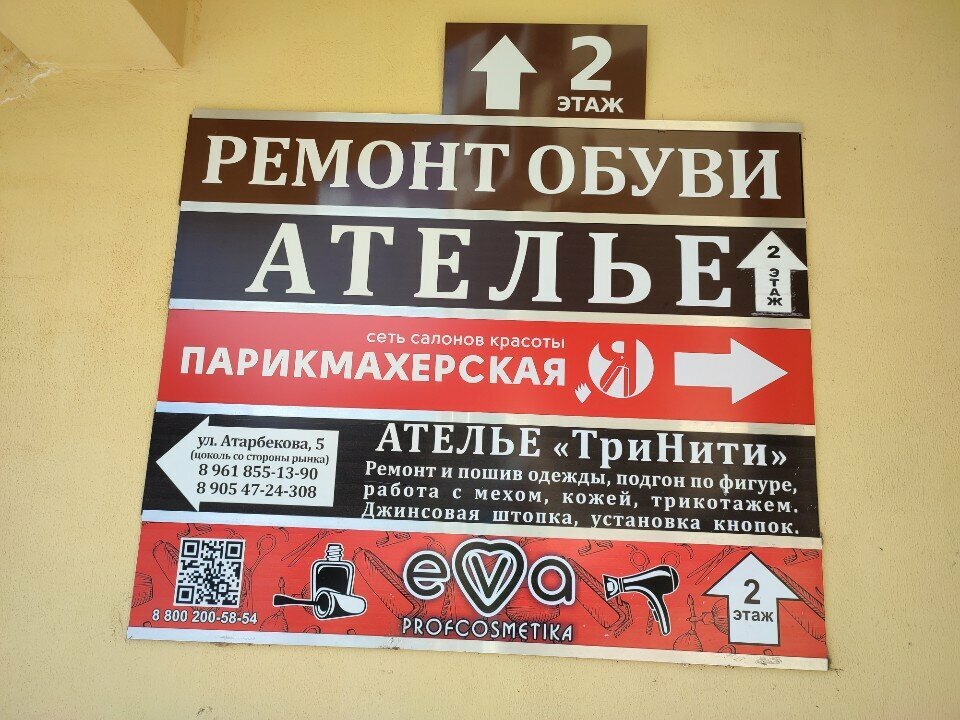 2
ЭТАЖ
РЕМОНТ ОБУВИ
АТЕЛЬЕ
2
ЭТАЖ
сеть салонов красоты
ПАРИКМАХЕРСКАЯ
Я
ул. Атарбекова, 5
(цоколь со стороны рынка)
8 961 855-13-90
8 905 47-24-308
АТЕЛЬЕ «ТриНити»
Ремонт и пошив одежды, подгон по фигуре,
работа с мехом, кожей, трикотажем.
Джинсовая штопка, установка кнопок.
8 800 200-58-54
eva
PROFCOSMETIKA
2
этаж